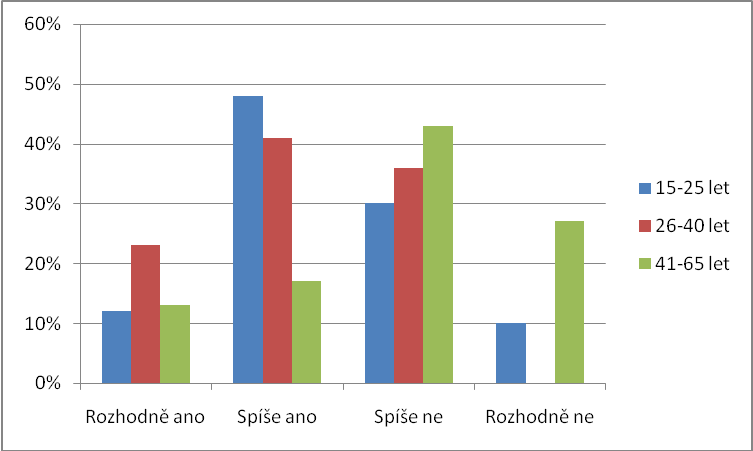 60%
50%
40%
30%
20%
10%
0%
Rozhodně ano Spíše ano Spíše ne Rozhodně ne
15-25 let
26-40 let
41-65 let